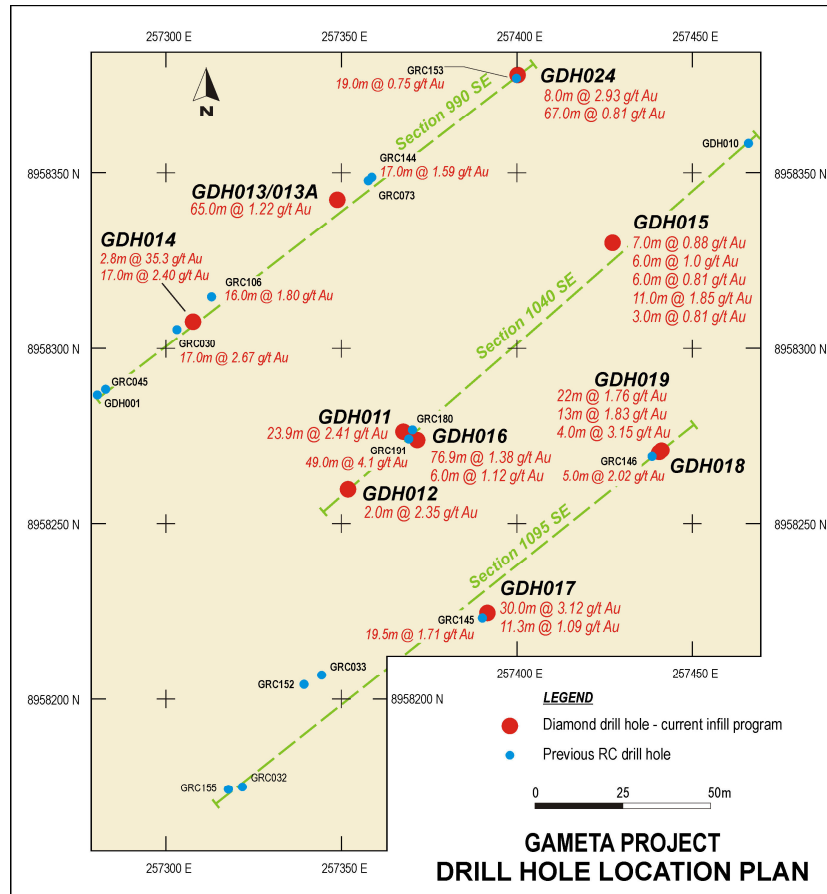 257300 E
257350 E
257400 E
257450 E
GRC153
19.0m @ 0.75 g/t Au
GDH024
8.0m @ 2.93 g/t Au
67.0m @ 0.81 g/t Au
Section 990 SE
N
GDH010
8958350 N
8958350 N
GRC144
17.0m @ 1.59 g/t Au
GRC073
GDH013/013A
65.0m @ 1.22 g/t Au
GDH015
7.0m @ 0.88 g/t Au
6.0m @ 1.0 g/t Au
6.0m @ 0.81 g/t Au
11.0m @ 1.85 g/t Au
3.0m @ 0.81 g/t Au
GDH014
2.8m @ 35.3 g/t Au
17.0m @ 2.40 g/t Au
GRC106
16.0m @ 1.80 g/t Au
Section 1040 SE
8958300 N
8958300 N
GRC030
17.0m @ 2.67 g/t Au
GRC045
GDH001
GDH019
22m @ 1.76 g/t Au
13m @ 1.83 g/t Au
4.0m @ 3.15 g/t Au
GDH011
23.9m @ 2.41 g/t Au
GRC180
GDH016
76.9m @ 1.38 g/t Au
6.0m @ 1.12 g/t Au
GRC191
49.0m @ 4.1 g/t Au
GRC146
5.0m @ 2.02 g/t Au
GDH018
GDH012
2.0m @ 2.35 g/t Au
8958250 N
8958250 N
Section 1095 SE
GDH017
30.0m @ 3.12 g/t Au
11.3m @ 1.09 g/t Au
GRC145
19.5m @ 1.71 g/t Au
257400 E
257450 E
GRC033
GRC152
8958200 N
8958200 N
LEGEND
Diamond drill hole - current infill program
Previous RC drill hole
GRC155
GRC032
0
25
50m
GAMETA PROJECT
DRILL HOLE LOCATION PLAN
257300 E
257350 E